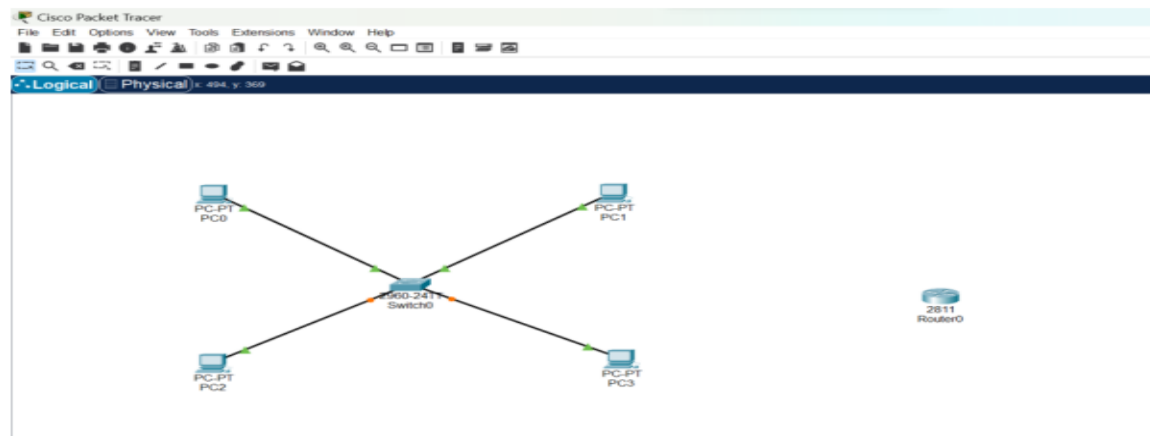 Cisco Packet Tracer
File Edit Options View Tools Extensions Window Help
Logical Physical x: 494, y: 369
PC-PT
PC0
PC-PT
PC1
2960-24TT
Switch0
2811
Router0
PC-PT
PC2
PC-PT
PC3